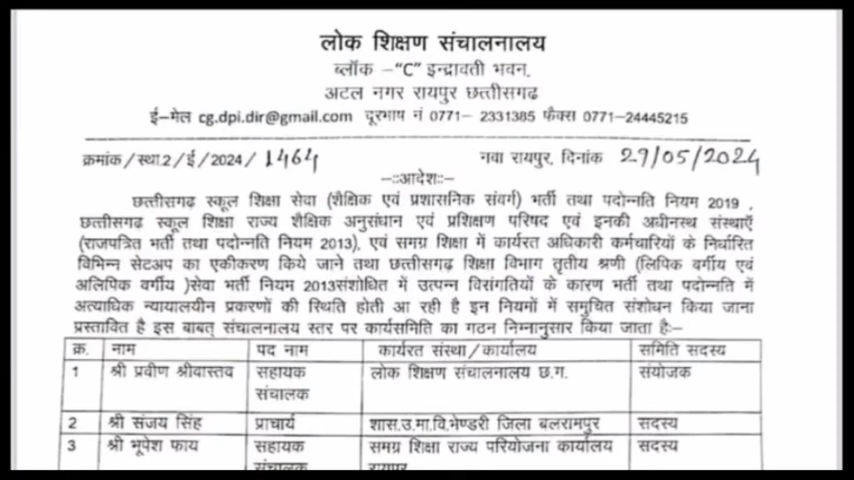 लोक शिक्षण संचालनालय
ब्लॉक –“C” इन्द्रावती भवन,
अटल नगर रायपुर छत्तीसगढ
ई–मेल cg.dpi.dir@gmail.com दूरभाष नं 0771– 2331385 फैक्स 0771–24445215
क्रमांक/स्था.2/ई/2024/1464 नवा रायपुर, दिनांक 29/05/2024
–::आदेश::–
छत्तीसगढ़ स्कूल शिक्षा सेवा (शैक्षिक एवं प्रशासनिक संवर्ग) भर्ती तथा पदोन्नति नियम 2019 ,
छत्तीसगढ़ स्कूल शिक्षा राज्य शैक्षिक अनुसंधान एवं प्रशिक्षण परिषद एवं इनकी अधीनस्थ संस्थाऍं
(राजपत्रित भर्ती तथा पदोन्नति नियम 2013), एवं समग्र शिक्षा में कार्यरत अधिकारी कर्मचारियों के निर्धारित
विभिन्न सेटअप का एकीकरण किये जाने तथा छत्तीसगढ़ शिक्षा विभाग तृतीय श्रणी (लिपिक वर्गीय एवं
अलिपिक वर्गीय )सेवा भर्ती नियम 2013संशोधित में उत्पन्न विसंगतियों के कारण भर्ती तथा पदोन्नति में
अत्याधिक न्यायालयीन प्रकरणों की स्थिति होती आ रही है इन नियमों में समुचित संशोधन किया जाना
प्रस्तावित है इस बाबत् संचालनालय स्तर पर कार्यसमिति का गठन निम्नानुसार किया जाता है:–
क्र. नाम पद नाम कार्यरत संस्था/कार्यालय समिति सदस्य
1 श्री प्रवीण श्रीवास्तव सहायक संचालक लोक शिक्षण संचालनालय छ.ग. संयोजक
2 श्री संजय सिंह प्राचार्य शास.उ.मा.वि.भेण्डरी जिला बलरामपुर सदस्य
3 श्री भूपेश फाय सहायक संचालक समग्र शिक्षा राज्य परियोजना कार्यालय रायपुर सदस्य